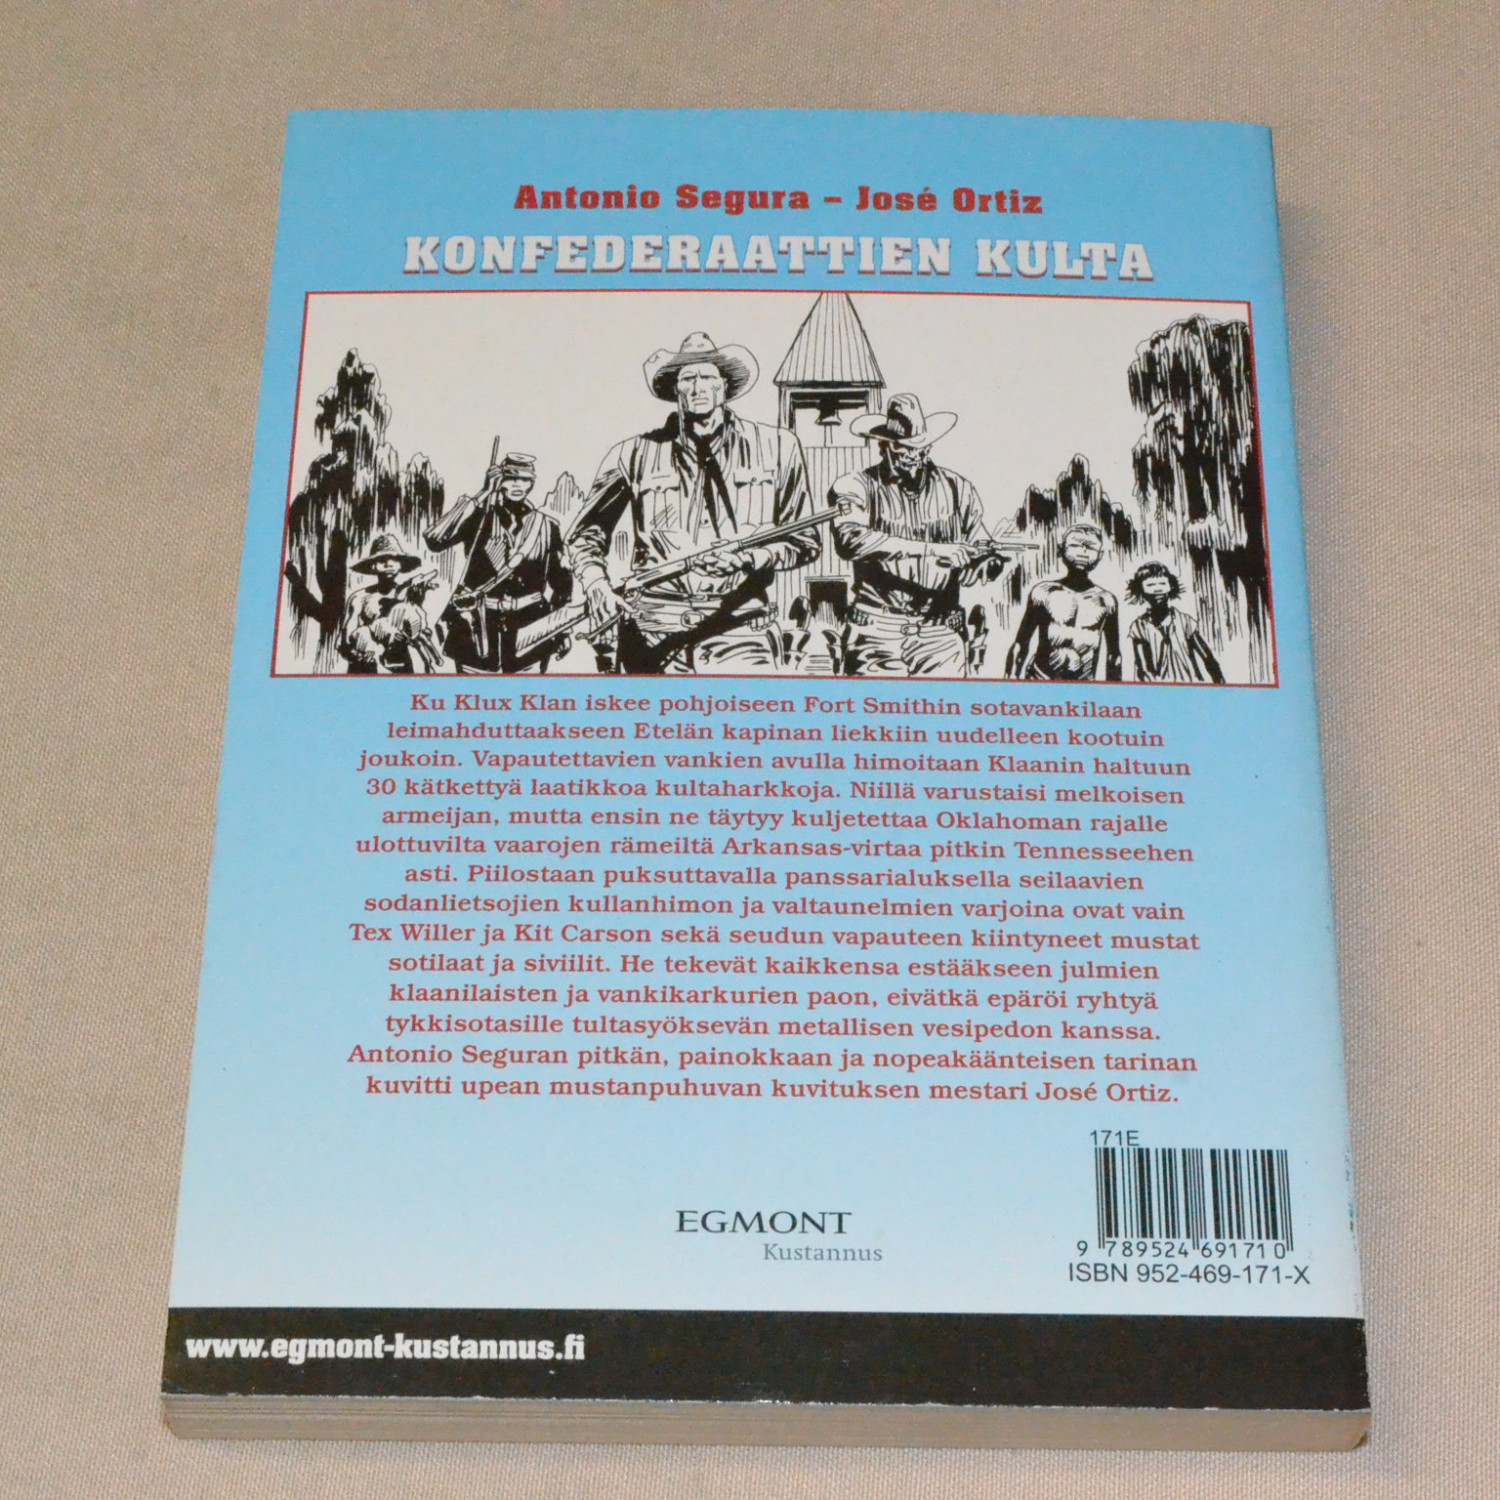 Antonio Segura – José Ortiz
KONFEDERAATTIEN KULTA
Ku Klux Klan iskee pohjoiseen Fort Smithin sotavankilaan
leimahduttaakseen Etelän kapinan liekkiin uudelleen kootuin
joukoin. Vapautettavien vankien avulla himoitaan Klaanin haltuun
30 kätkettyä laatikkoa kultaharkkoja. Niillä varustaisi melkoisen
armeijan, mutta ensin ne täytyy kuljetettaa Oklahoman rajalle
ulottuvilta vaarojen rämeiltä Arkansas-virtaa pitkin Tennesseehen
asti. Piilostaan puksuttavalla panssarialuksella seilaavien
sodanlietsojien kullanhimon ja valtaunelmien varjoina ovat vain
Tex Willer ja Kit Carson sekä seudun vapauteen kiintyneet mustat
sotilaat ja siviilit. He tekevät kaikkensa estääkseen julmien
klaanilaisten ja vankikarkurien paon, eivätkä epäröi ryhtyä
tykkisotasille tultasyöksevän metallisen vesipedon kanssa.
Antonio Seguran pitkän, painokkaan ja nopeakäänteisen tarinan
kuvitti upean mustanpuhuvan kuvituksen mestari José Ortiz.
171E
9 789524 691710
ISBN 952-469-171-X
EGMONT
Kustannus
www.egmont-kustannus.fi